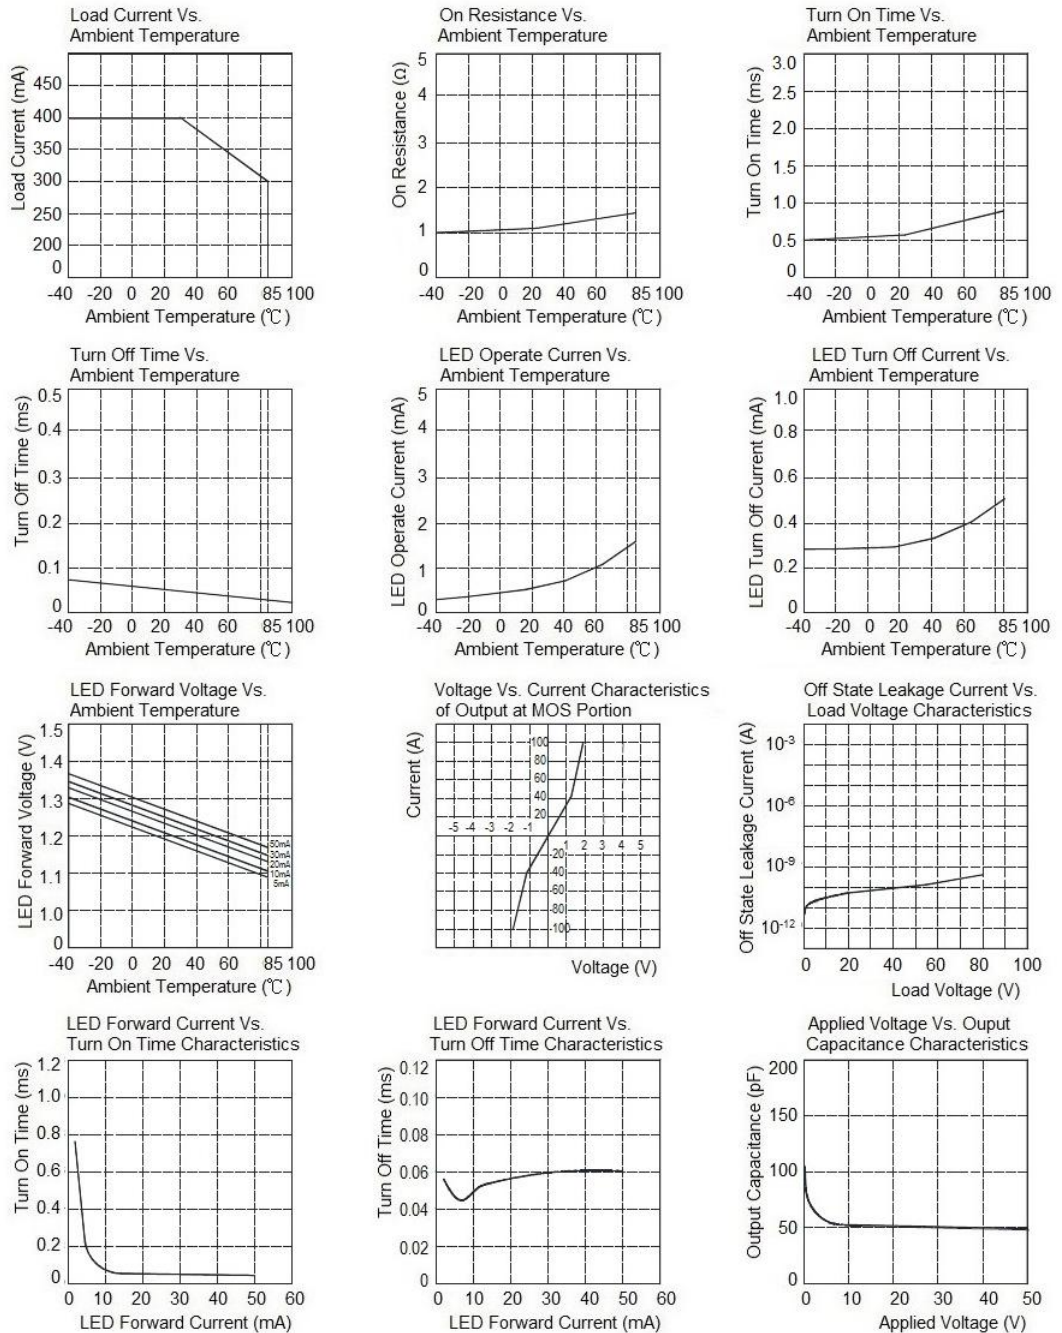 Load Current Vs.
Ambient Temperature
Load Current (mA)
450
400
350
300
250
200
0
-40 -20 0 20 40 60 85 100
Ambient Temperature (℃)
On Resistance Vs.
Ambient Temperature
On Resistance (Ω)
5
4
3
2
1
0
-40 -20 0 20 40 60 85 100
Ambient Temperature (℃)
Turn On Time Vs.
Ambient Temperature
Turn On Time (ms)
3.0
2.5
2.0
1.5
1.0
0.5
0
-40 -20 0 20 40 60 85 100
Ambient Temperature (℃)
Turn Off Time Vs.
Ambient Temperature
Turn Off Time (ms)
0.5
0.4
0.3
0.2
0.1
0
-40 -20 0 20 40 60 85 100
Ambient Temperature (℃)
LED Operate Curren Vs.
Ambient Temperature
LED Operate Current (mA)
5
4
3
2
1
0
-40 -20 0 20 40 60 85 100
Ambient Temperature (℃)
LED Turn Off Current Vs.
Ambient Temperature
LED Turn Off Current (mA)
1.0
0.8
0.6
0.4
0.2
0
-40 -20 0 20 40 60 85 100
Ambient Temperature (℃)
LED Forward Voltage Vs.
Ambient Temperature
LED Forward Voltage (V)
1.5
1.4
1.3
1.2
1.1
1.0
0
50mA
30mA
20mA
10mA
5mA
-40 -20 0 20 40 60 85 100
Ambient Temperature (℃)
Voltage Vs. Current Characteristics
of Output at MOS Portion
Current (A)
100
80
60
40
20
-5 -4 -3 -2 -1
1 2 3 4 5
-20
-40
-60
-80
-100
Voltage (V)
Off State Leakage Current Vs.
Load Voltage Characteristics
Off State Leakage Current (A)
10-3
10-6
10-9
10-12
0 20 40 60 80 100
Load Voltage (V)
LED Forward Current Vs.
Turn On Time Characteristics
Turn On Time (ms)
1.2
1.0
0.8
0.6
0.4
0.2
0
0 10 20 30 40 50 60
LED Forward Current (mA)
LED Forward Current Vs.
Turn Off Time Characteristics
Turn Off Time (ms)
0.12
0.10
0.08
0.06
0.04
0.02
0
0 10 20 30 40 50 60
LED Forward Current (mA)
Applied Voltage Vs. Ouput
Capacitance Characteristics
Output Capacitance (pF)
200
150
100
50
0
0 10 20 30 40 50
Applied Voltage (V)